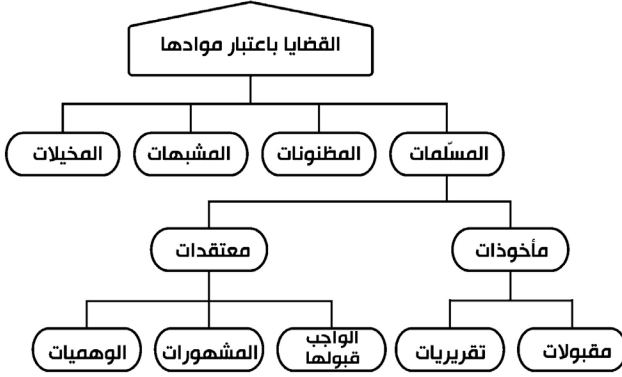 القضايا باعتبار موادها
المسلّمات
المظنونات
المشبهات
المخيلات
مأخوذات
معتقدات
مقبولات
تقريريات
الواجب
قبولها
المشهورات
الوهميات